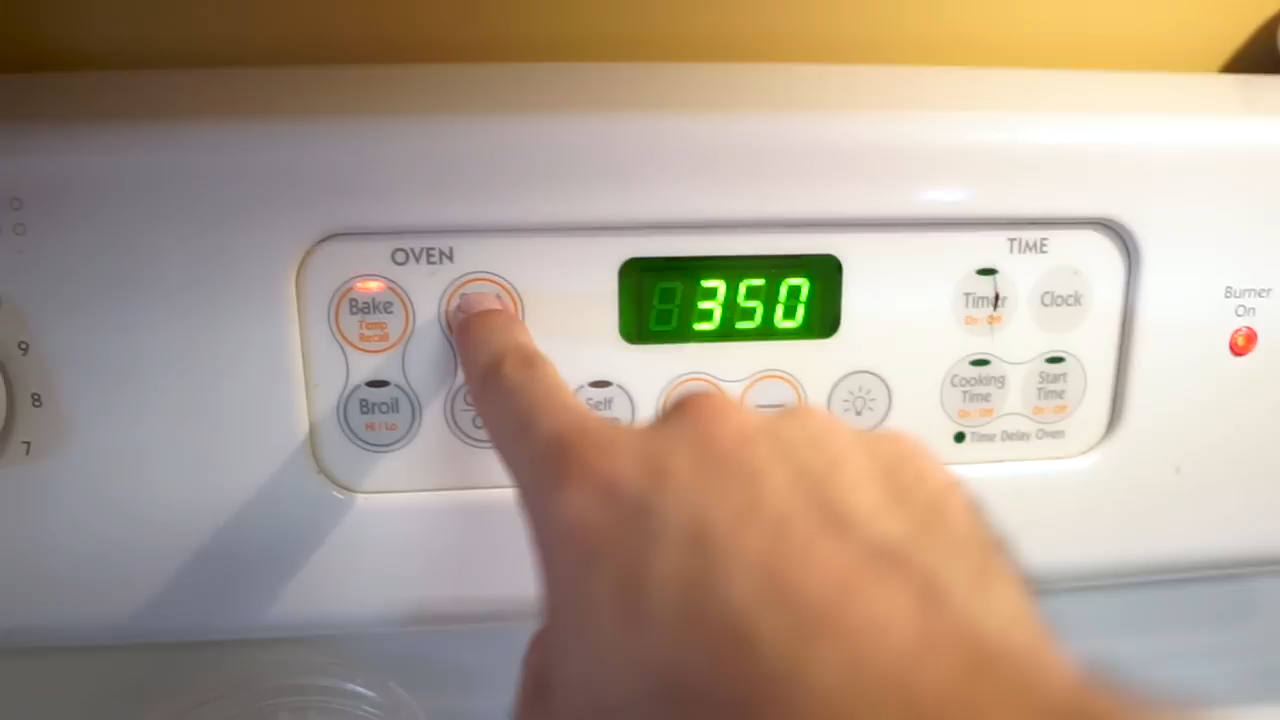 OVEN
TIME
Bake
Temp
Recall
350
Timer
On/Off
Clock
Burner
On
9
8
7
Broil
Hi / Lo
Self
Cooking
Time
On/Off
Start
Time
On/Off
Time Delay Oven